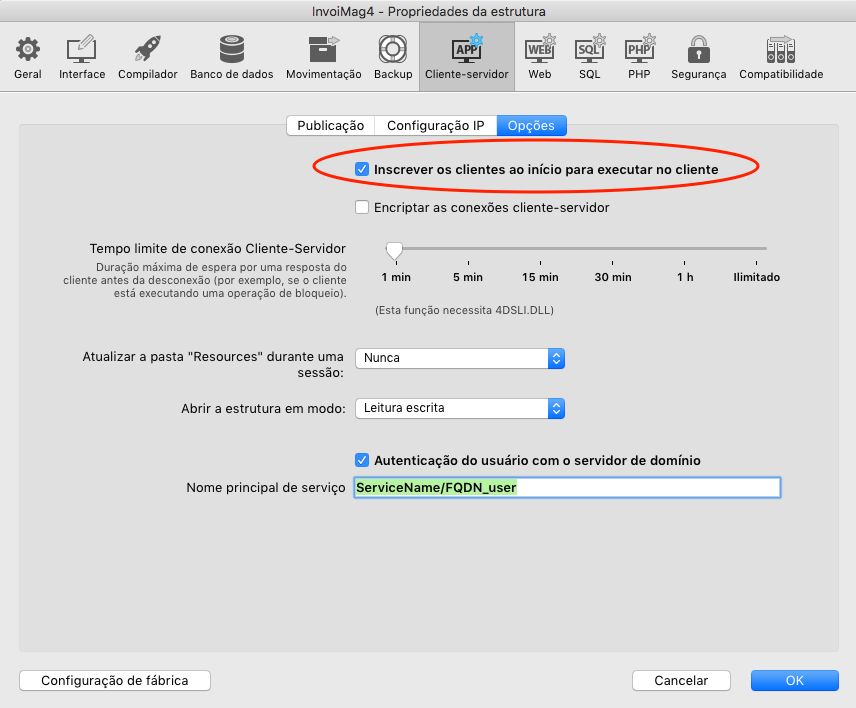 InvoiMag4 - Propriedades da estrutura
Geral
Interface
Compilador
Banco de dados
Movimentação
Backup
APP
Cliente-servidor
WEB
Web
SQL
SQL
PHP
PHP
Segurança
Compatibilidade
Publicação
Configuração IP
Opções
Inscrever os clientes ao início para executar no cliente
Encriptar as conexões cliente-servidor
Tempo limite de conexão Cliente-Servidor
Duração máxima de espera por uma resposta do
cliente antes da desconexão (por exemplo, se o cliente
está executando uma operação de bloqueio).
1 min
5 min
15 min
30 min
1 h
Ilimitado
(Esta função necessita 4DSLI.DLL)
Atualizar a pasta "Resources" durante uma
sessão:
Nunca
Abrir a estrutura em modo:
Leitura escrita
Autenticação do usuário com o servidor de domínio
Nome principal de serviço
ServiceName/FQDN_user
Configuração de fábrica
Cancelar
OK